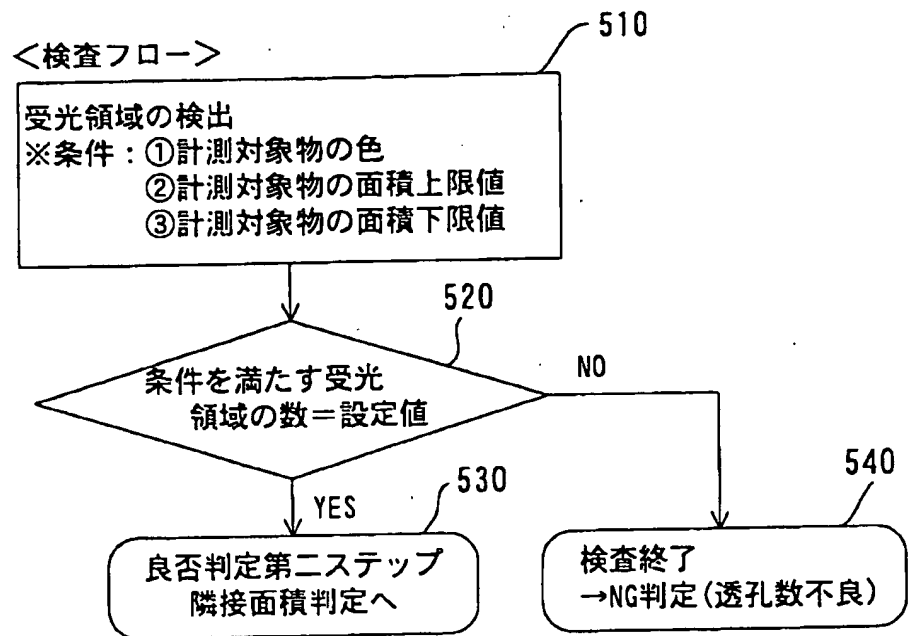 510
<検査フロー>
受光領域の検出
※条件：①計測対象物の色
②計測対象物の面積上限値
③計測対象物の面積下限値
520
条件を満たす受光
領域の数＝設定値
NO
YES
530
良否判定第二ステップ
隣接面積判定へ
540
検査終了
→NG判定(透孔数不良)